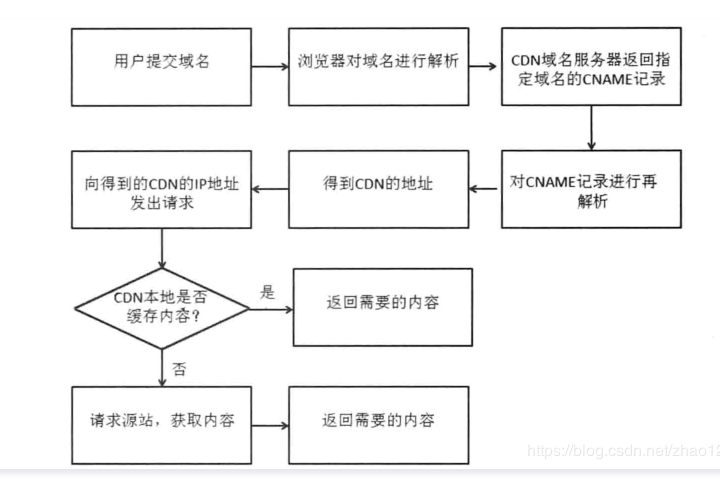 用户提交域名
浏览器对域名进行解析
CDN域名服务器返回指
定域名的CNAME记录
向得到的CDN的IP地址
发出请求
得到CDN的地址
对CNAME记录进行再
解析
CDN本地是否
缓存内容？
是
返回需要的内容
否
请求源站，获取内容
返回需要的内容
https://blog.csdn.net/zhao12